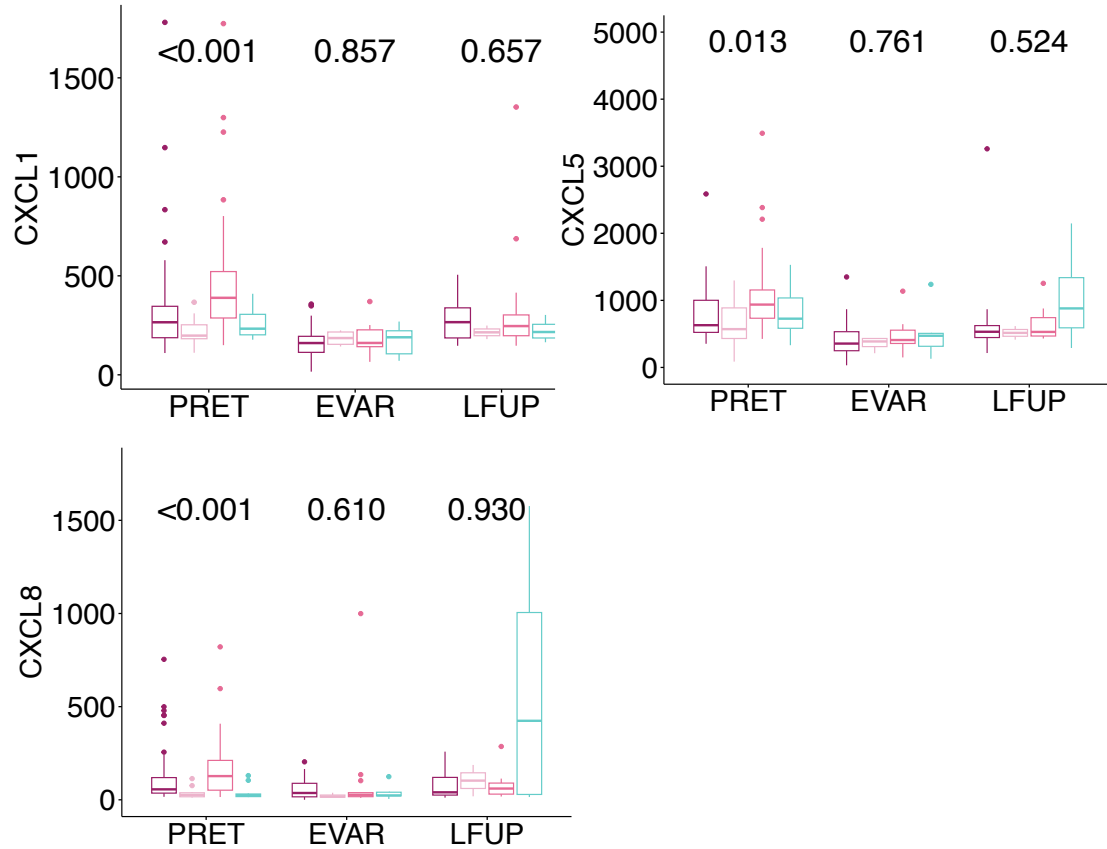 <0.001 0.857 0.657
CXCL1
1500
1000
500
0
PRET EVAR LFUP
0.013 0.761 0.524
CXCL5
5000
4000
3000
2000
1000
0
PRET EVAR LFUP
<0.001 0.610 0.930
CXCL8
1500
1000
500
0
PRET EVAR LFUP